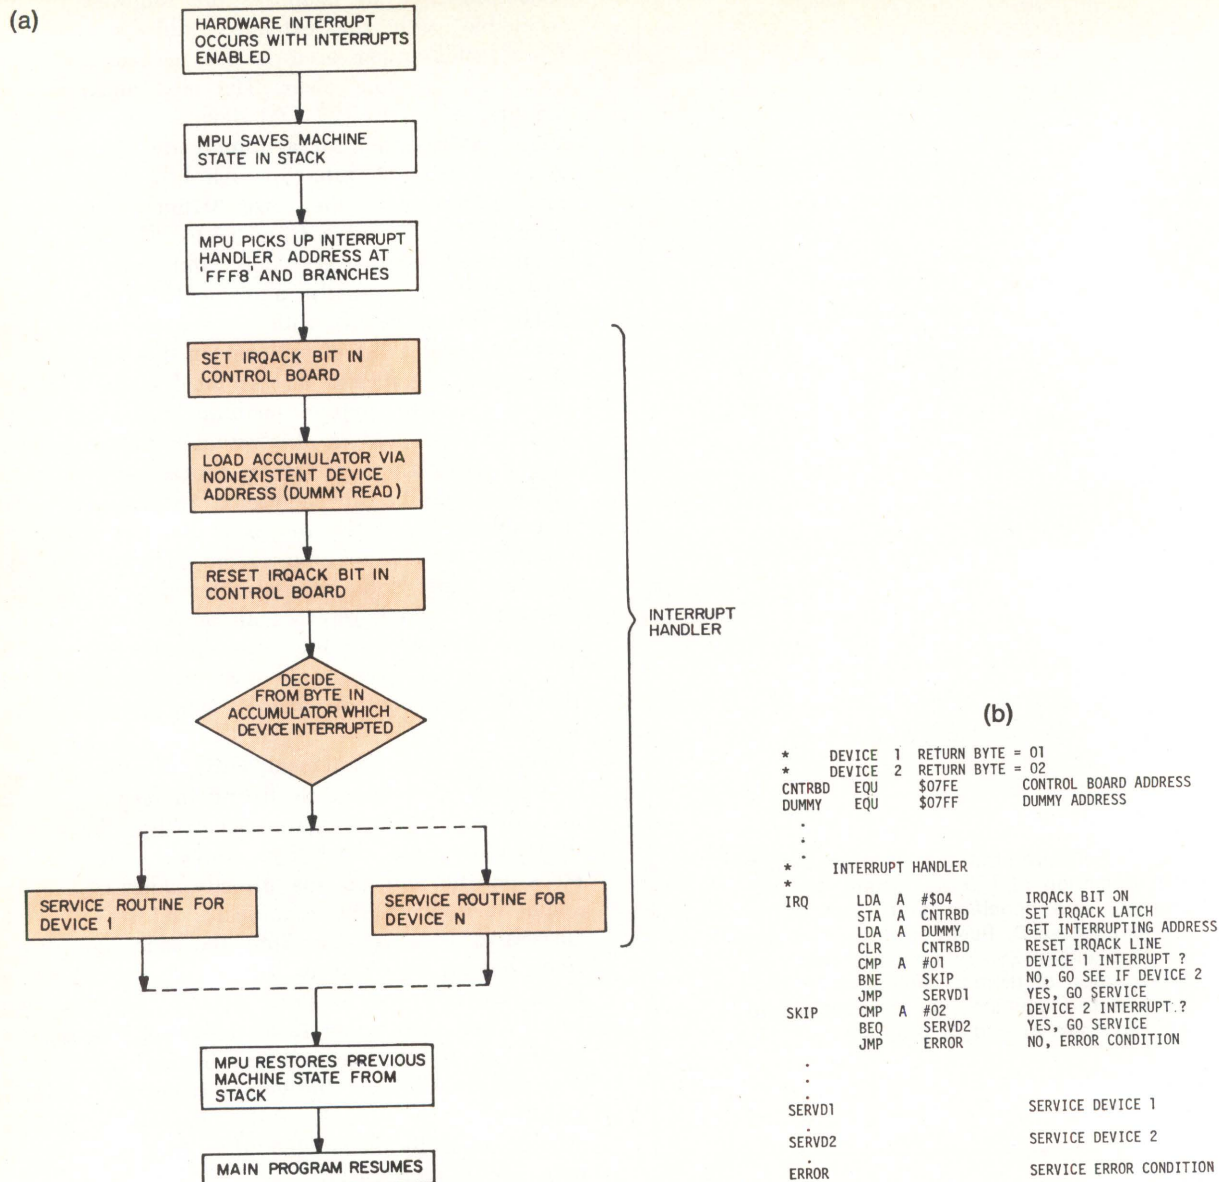 (a)
HARDWARE INTERRUPT
OCCURS WITH INTERRUPTS
ENABLED
MPU SAVES MACHINE
STATE IN STACK
MPU PICKS UP INTERRUPT
HANDLER ADDRESS AT
'FFF8' AND BRANCHES
SET IRQACK BIT IN
CONTROL BOARD
LOAD ACCUMULATOR VIA
NONEXISTENT DEVICE
ADDRESS (DUMMY READ)
RESET IRQACK BIT IN
CONTROL BOARD
DECIDE
FROM BYTE IN
ACCUMULATOR WHICH
DEVICE INTERRUPTED
SERVICE ROUTINE FOR
DEVICE 1
SERVICE ROUTINE FOR
DEVICE N
INTERRUPT
HANDLER
MPU RESTORES PREVIOUS
MACHINE STATE FROM
STACK
MAIN PROGRAM RESUMES
(b)
* DEVICE 1 RETURN BYTE = 01
* DEVICE 2 RETURN BYTE = 02
CNTRBD EQU $07FE CONTROL BOARD ADDRESS
DUMMY EQU $07FF DUMMY ADDRESS
.
.
.
* INTERRUPT HANDLER
*
IRQ LDA A #$04 IRQACK BIT ON
STA A CNTRBD SET IRQACK LATCH
LDA A DUMMY GET INTERRUPTING ADDRESS
CLR CNTRBD RESET IRQACK LINE
CMP A #01 DEVICE 1 INTERRUPT ?
BNE SKIP NO, GO SEE IF DEVICE 2
JMP SERVD1 YES, GO SERVICE
SKIP CMP A #02 DEVICE 2 INTERRUPT ?
BEQ SERVD2 YES, GO SERVICE
JMP ERROR NO, ERROR CONDITION
.
.
.
SERVD1 SERVICE DEVICE 1
.
SERVD2 SERVICE DEVICE 2
.
ERROR SERVICE ERROR CONDITION